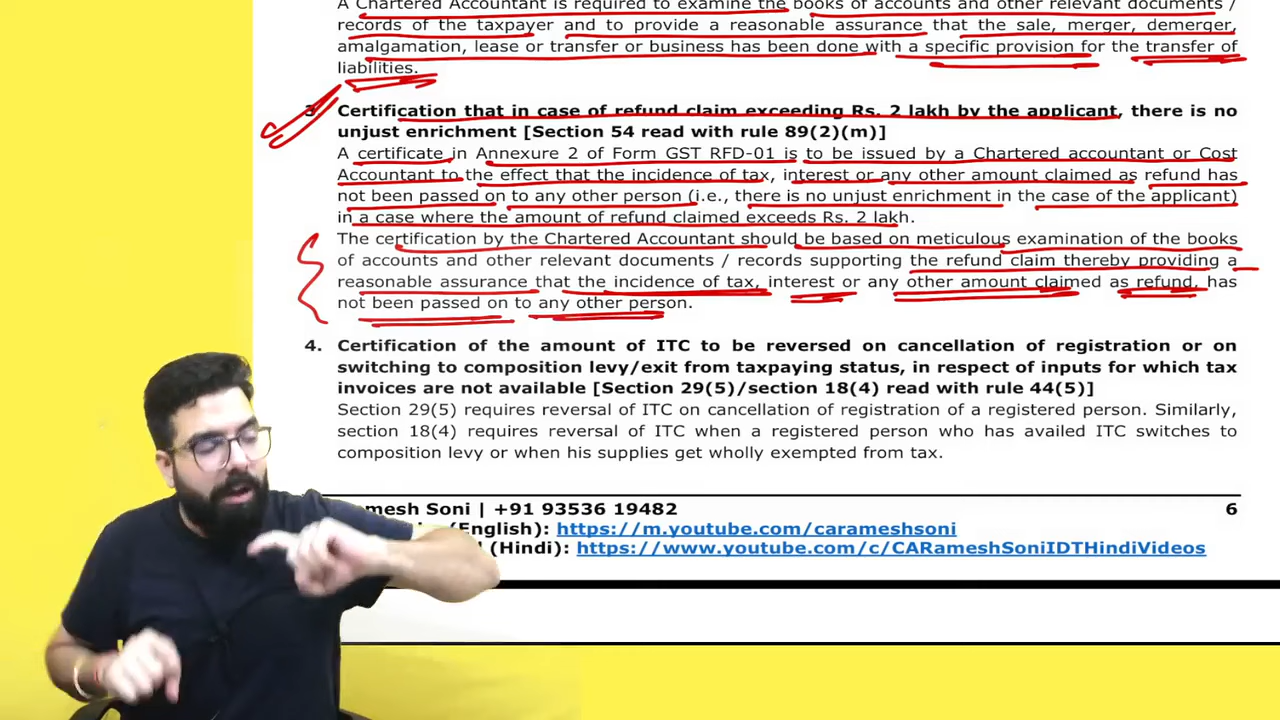 A Chartered Accountant is required to examine the books of accounts and other relevant documents /
records of the taxpayer and to provide a reasonable assurance that the sale, merger, demerger,
amalgamation, lease or transfer or business has been done with a specific provision for the transfer of
liabilities.
3 Certification that in case of refund claim exceeding Rs. 2 lakh by the applicant, there is no
unjust enrichment [Section 54 read with rule 89(2)(m)]
A certificate in Annexure 2 of Form GST RFD-01 is to be issued by a Chartered accountant or Cost
Accountant to the effect that the incidence of tax, interest or any other amount claimed as refund has
not been passed on to any other person (i.e., there is no unjust enrichment in the case of the applicant)
in a case where the amount of refund claimed exceeds Rs. 2 lakh.
The certification by the Chartered Accountant should be based on meticulous examination of the books
of accounts and other relevant documents / records supporting the refund claim thereby providing a
reasonable assurance that the incidence of tax, interest or any other amount claimed as refund, has
not been passed on to any other person.
4. Certification of the amount of ITC to be reversed on cancellation of registration or on
switching to composition levy/exit from taxpaying status, in respect of inputs for which tax
invoices are not available [Section 29(5)/section 18(4) read with rule 44(5)]
Section 29(5) requires reversal of ITC on cancellation of registration of a registered person. Similarly,
section 18(4) requires reversal of ITC when a registered person who has availed ITC switches to
composition levy or when his supplies get wholly exempted from tax.
mesh Soni | +91 93536 19482 6
(English): https://m.youtube.com/carameshsoni
(Hindi): https://www.youtube.com/c/CARameshSoniIDTHindiVideos